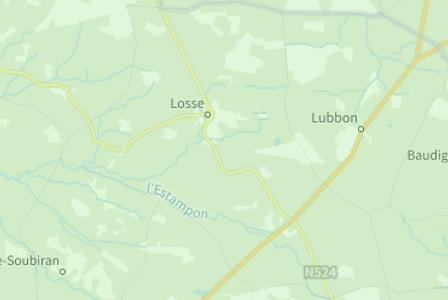 Losse
Lubbon
Baudig
l'Estampon
e-Soubiran
N524